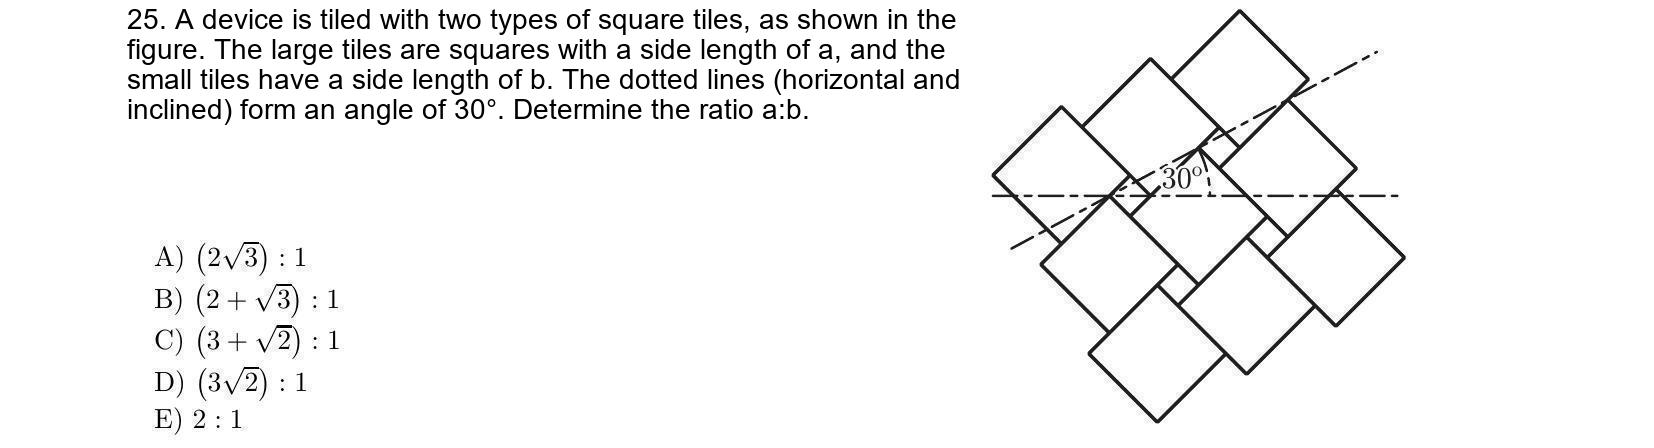 25. A device is tiled with two types of square tiles, as shown in the
figure. The large tiles are squares with a side length of a, and the
small tiles have a side length of b. The dotted lines (horizontal and
inclined) form an angle of 30°. Determine the ratio a:b.
30°
A) (2√3) : 1
B) (2 + √3) : 1
C) (3 + √2) : 1
D) (3√2) : 1
E) 2 : 1